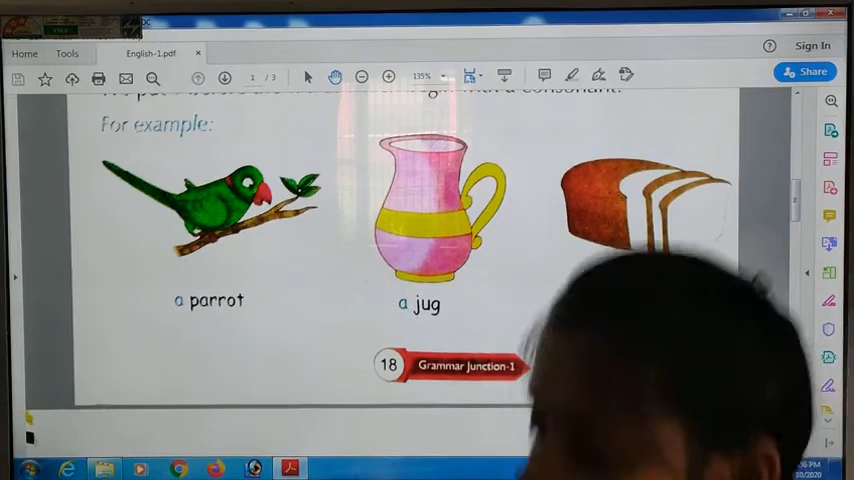 Home Tools English-1.pdf × Sign In
1 / 3 135% Share
For example:
a parrot a jug
18 Grammar Junction-1